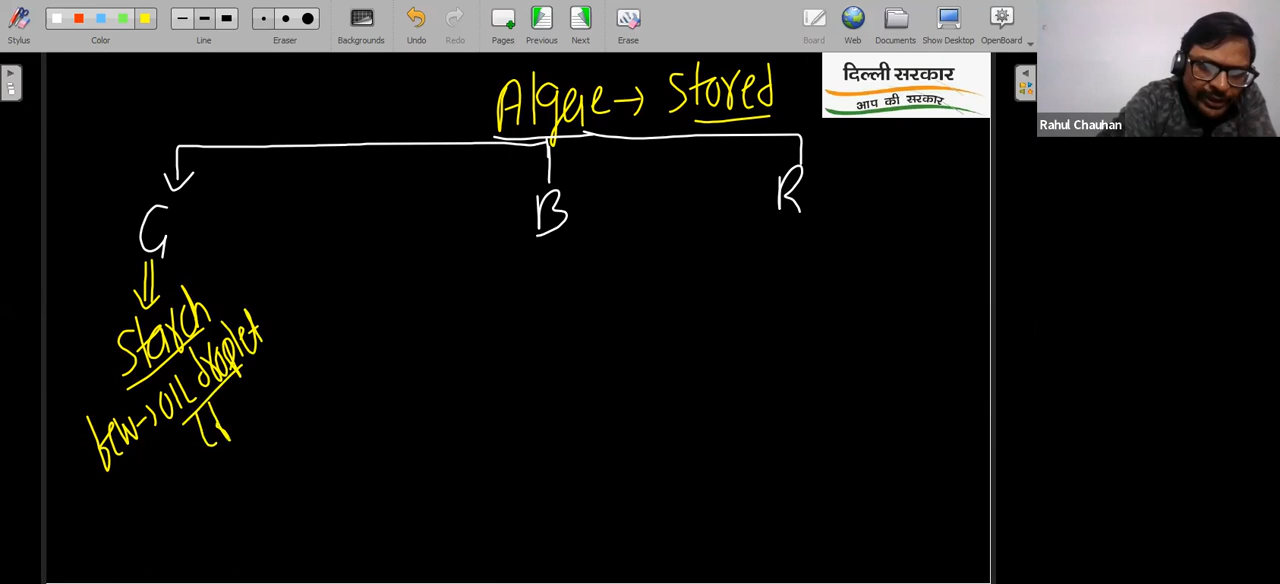 Stylus
Color
Line
Eraser
Backgrounds
Undo
Redo
Pages
Previous
Next
Erase
Board
Web
Documents
Show Desktop
OpenBoard
दिल्ली सरकार
आप की सरकार
Rahul Chauhan
Algae → Stored
G B R
Starch
few → OIL droplet